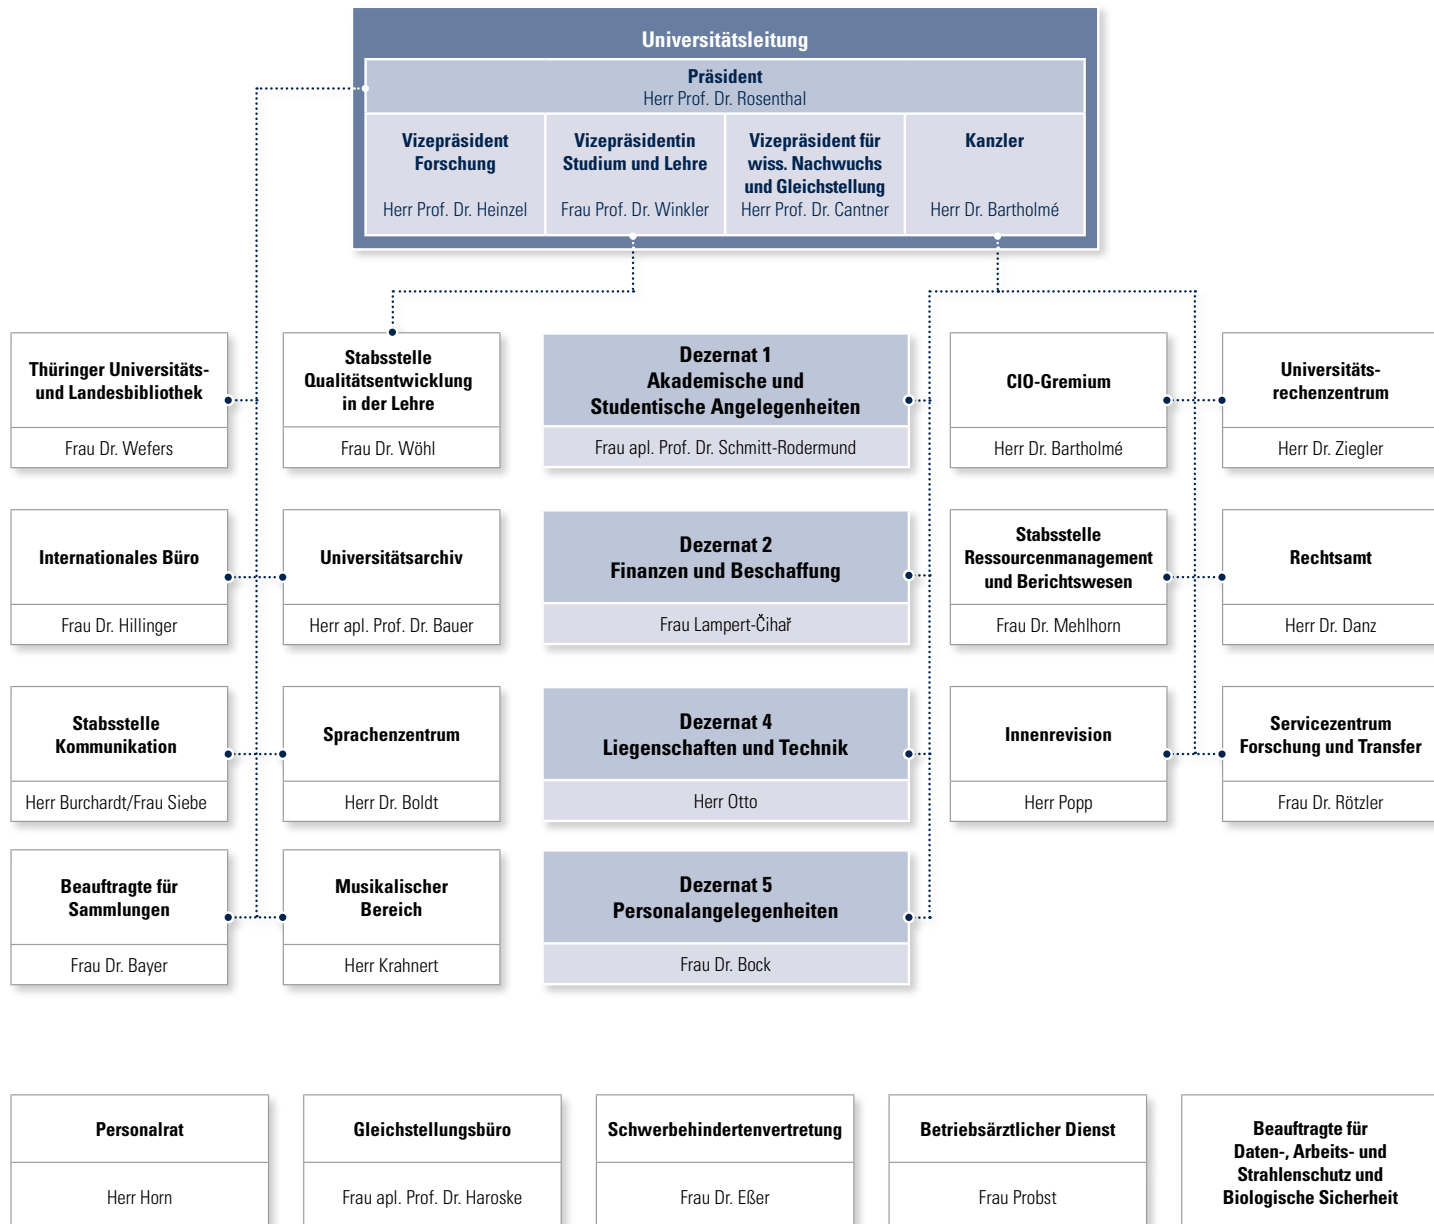 Universitätsleitung
Präsident
Herr Prof. Dr. Rosenthal
Vizepräsident
Forschung
Herr Prof. Dr. Heinzel
Vizepräsidentin
Studium und Lehre
Frau Prof. Dr. Winkler
Vizepräsident für
wiss. Nachwuchs
und Gleichstellung
Herr Prof. Dr. Cantner
Kanzler
Herr Dr. Bartholmé
Thüringer Universitäts-
und Landesbibliothek
Frau Dr. Wefers
Stabsstelle
Qualitätsentwicklung
in der Lehre
Frau Dr. Wöhl
Dezernat 1
Akademische und
Studentische Angelegenheiten
Frau apl. Prof. Dr. Schmitt-Rodermund
CIO-Gremium
Herr Dr. Bartholmé
Universitäts-
rechenzentrum
Herr Dr. Ziegler
Internationales Büro
Frau Dr. Hillinger
Universitätsarchiv
Herr apl. Prof. Dr. Bauer
Dezernat 2
Finanzen und Beschaffung
Frau Lampert-Čihař
Stabsstelle
Ressourcenmanagement
und Berichtswesen
Frau Dr. Mehlhorn
Rechtsamt
Herr Dr. Danz
Stabsstelle
Kommunikation
Herr Burchardt/Frau Siebe
Sprachenzentrum
Herr Dr. Boldt
Dezernat 4
Liegenschaften und Technik
Herr Otto
Innenrevision
Herr Popp
Servicezentrum
Forschung und Transfer
Frau Dr. Rötzler
Beauftragte für
Sammlungen
Frau Dr. Bayer
Musikalischer
Bereich
Herr Krahnert
Dezernat 5
Personalangelegenheiten
Frau Dr. Bock
Personalrat
Herr Horn
Gleichstellungsbüro
Frau apl. Prof. Dr. Haroske
Schwerbehindertenvertretung
Frau Dr. Eßer
Betriebsärztlicher Dienst
Frau Probst
Beauftragte für
Daten-, Arbeits- und
Strahlenschutz und
Biologische Sicherheit